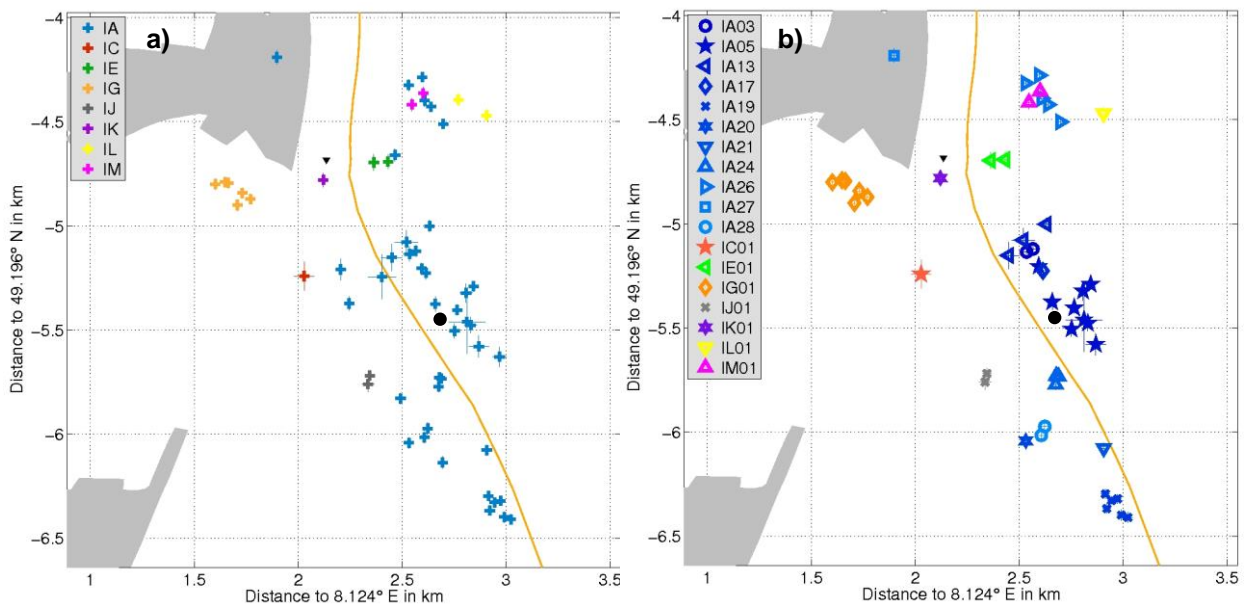 a)
IA
IC
IE
IG
IJ
IK
IL
IM
−4
−4.5
−5
−5.5
−6
−6.5
1
1.5
2
2.5
3
3.5
Distance to 49.196° N in km
Distance to 8.124° E in km
b)
IA03
IA05
IA13
IA17
IA19
IA20
IA21
IA24
IA26
IA27
IA28
IC01
IE01
IG01
IJ01
IK01
IL01
IM01
−4
−4.5
−5
−5.5
−6
−6.5
1
1.5
2
2.5
3
3.5
Distance to 49.196° N in km
Distance to 8.124° E in km